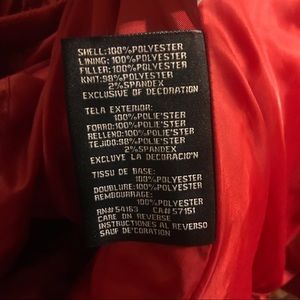 SHELL:100%POLYESTER
LINING:100%POLYESTER
FILLER:100%POLYESTER
KNIT:98%POLYESTER
2%SPANDEX
EXCLUSIVE OF DECORATION
TELA EXTERIOR:
100%POLIE'STER
FORRO:100%POLIE'STER
RELLENO:100%POLIE'STER
TEJIDO:98%POLIE'STER
2%SPANDEX
EXCLUYE LA DECORACIO'N
TISSU DE BASE:
100%POLYESTER
DOUBLURE:100%POLYESTER
REMBOURRAGE:
100%POLYESTER
RN# 54163 CA# 57151
CARE ON REVERSE
INSTRUCTIONES AL REVERSO
SAUF DE'CORATION